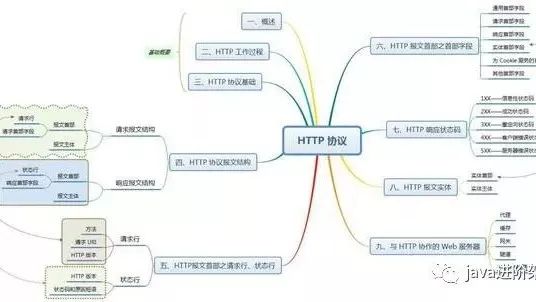 HTTP 协议
一、概述
二、HTTP 工作过程
三、HTTP 协议基础
基础概要
四、HTTP 协议报文结构
请求报文结构
报文首部
请求行
请求首部字段
报文主体
响应报文结构
报文首部
状态行
响应首部字段
报文主体
五、HTTP报文首部之请求行、状态行
请求行
方法
请求 URI
HTTP 版本
状态行
HTTP 版本
状态码和原因短语
六、HTTP 报文首部之首部字段
通用首部字段
请求首部字段
响应首部字段
实体首部字段
为 Cookie 服务的首
其他首部字段
七、HTTP 响应状态码
1XX——信息性状态码
2XX——成功状态码
3XX——重定向状态码
4XX——客户端错误状
5XX——服务器错误状
八、HTTP 报文实体
实体首部
实体主体
九、与 HTTP 协作的 Web 服务器
代理
缓存
网关
隧道
java进阶架